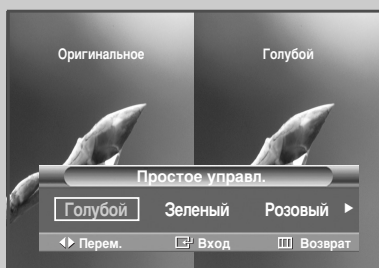 Оригинальное Голубой
Простое управл.
Голубой Зеленый Розовый
Перем. Вход Возврат